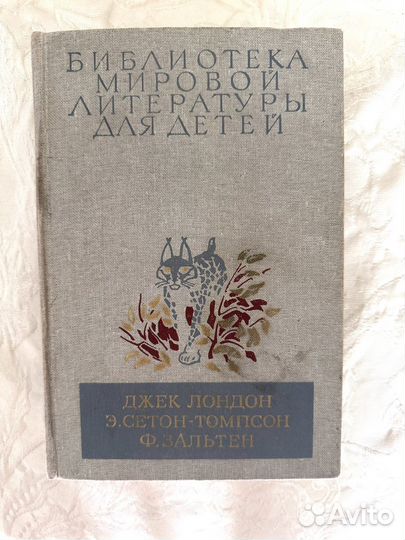 БИБЛИОТЕКА
МИРОВОЙ
ЛИТЕРАТУРЫ
ДЛЯ ДЕТЕЙ
ДЖЕК ЛОНДОН
Э. СЕТОН-ТОМПСОН
Ф. ЗАЛЬТЕН
Avito